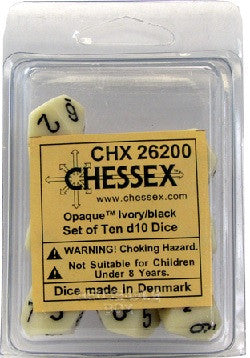 CHX 26200
CHESSEX
www.chessex.com
Opaque™ Ivory/black
Set of Ten d10 Dice
WARNING: Choking Hazard.
Not Suitable for Children
Under 8 Years.
Dice made in Denmark